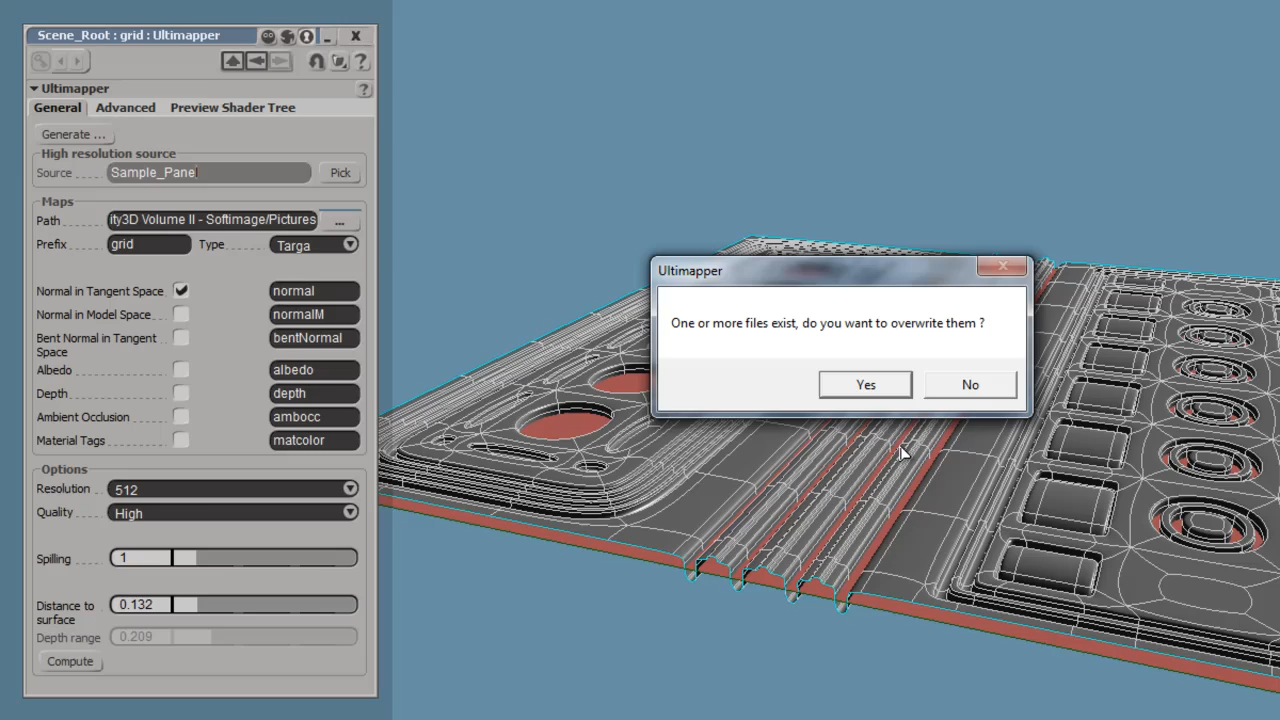 Scene_Root : grid : Ultimapper
Ultimapper
General Advanced Preview Shader Tree
Generate ...
High resolution source
Source Sample_Panel Pick
Maps
Path ity3D Volume II - Softimage/Pictures ...
Prefix grid Type Targa
Normal in Tangent Space normal
Normal in Model Space normalM
Bent Normal in Tangent Space bentNormal
Albedo albedo
Depth depth
Ambient Occlusion ambocc
Material Tags matcolor
Options
Resolution 512
Quality High
Spilling 1
Distance to surface 0.132
Depth range 0.209
Compute
Ultimapper
One or more files exist, do you want to overwrite them ?
Yes No